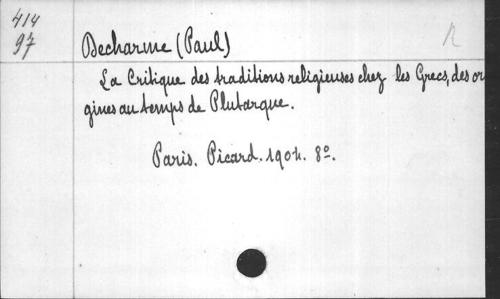 414
97
Decharme (Paul)
R
La Critique des traditions religieuses chez les Grecs, des ori
gines au temps de Plutarque.
Paris. Picard. 1904. 8º.